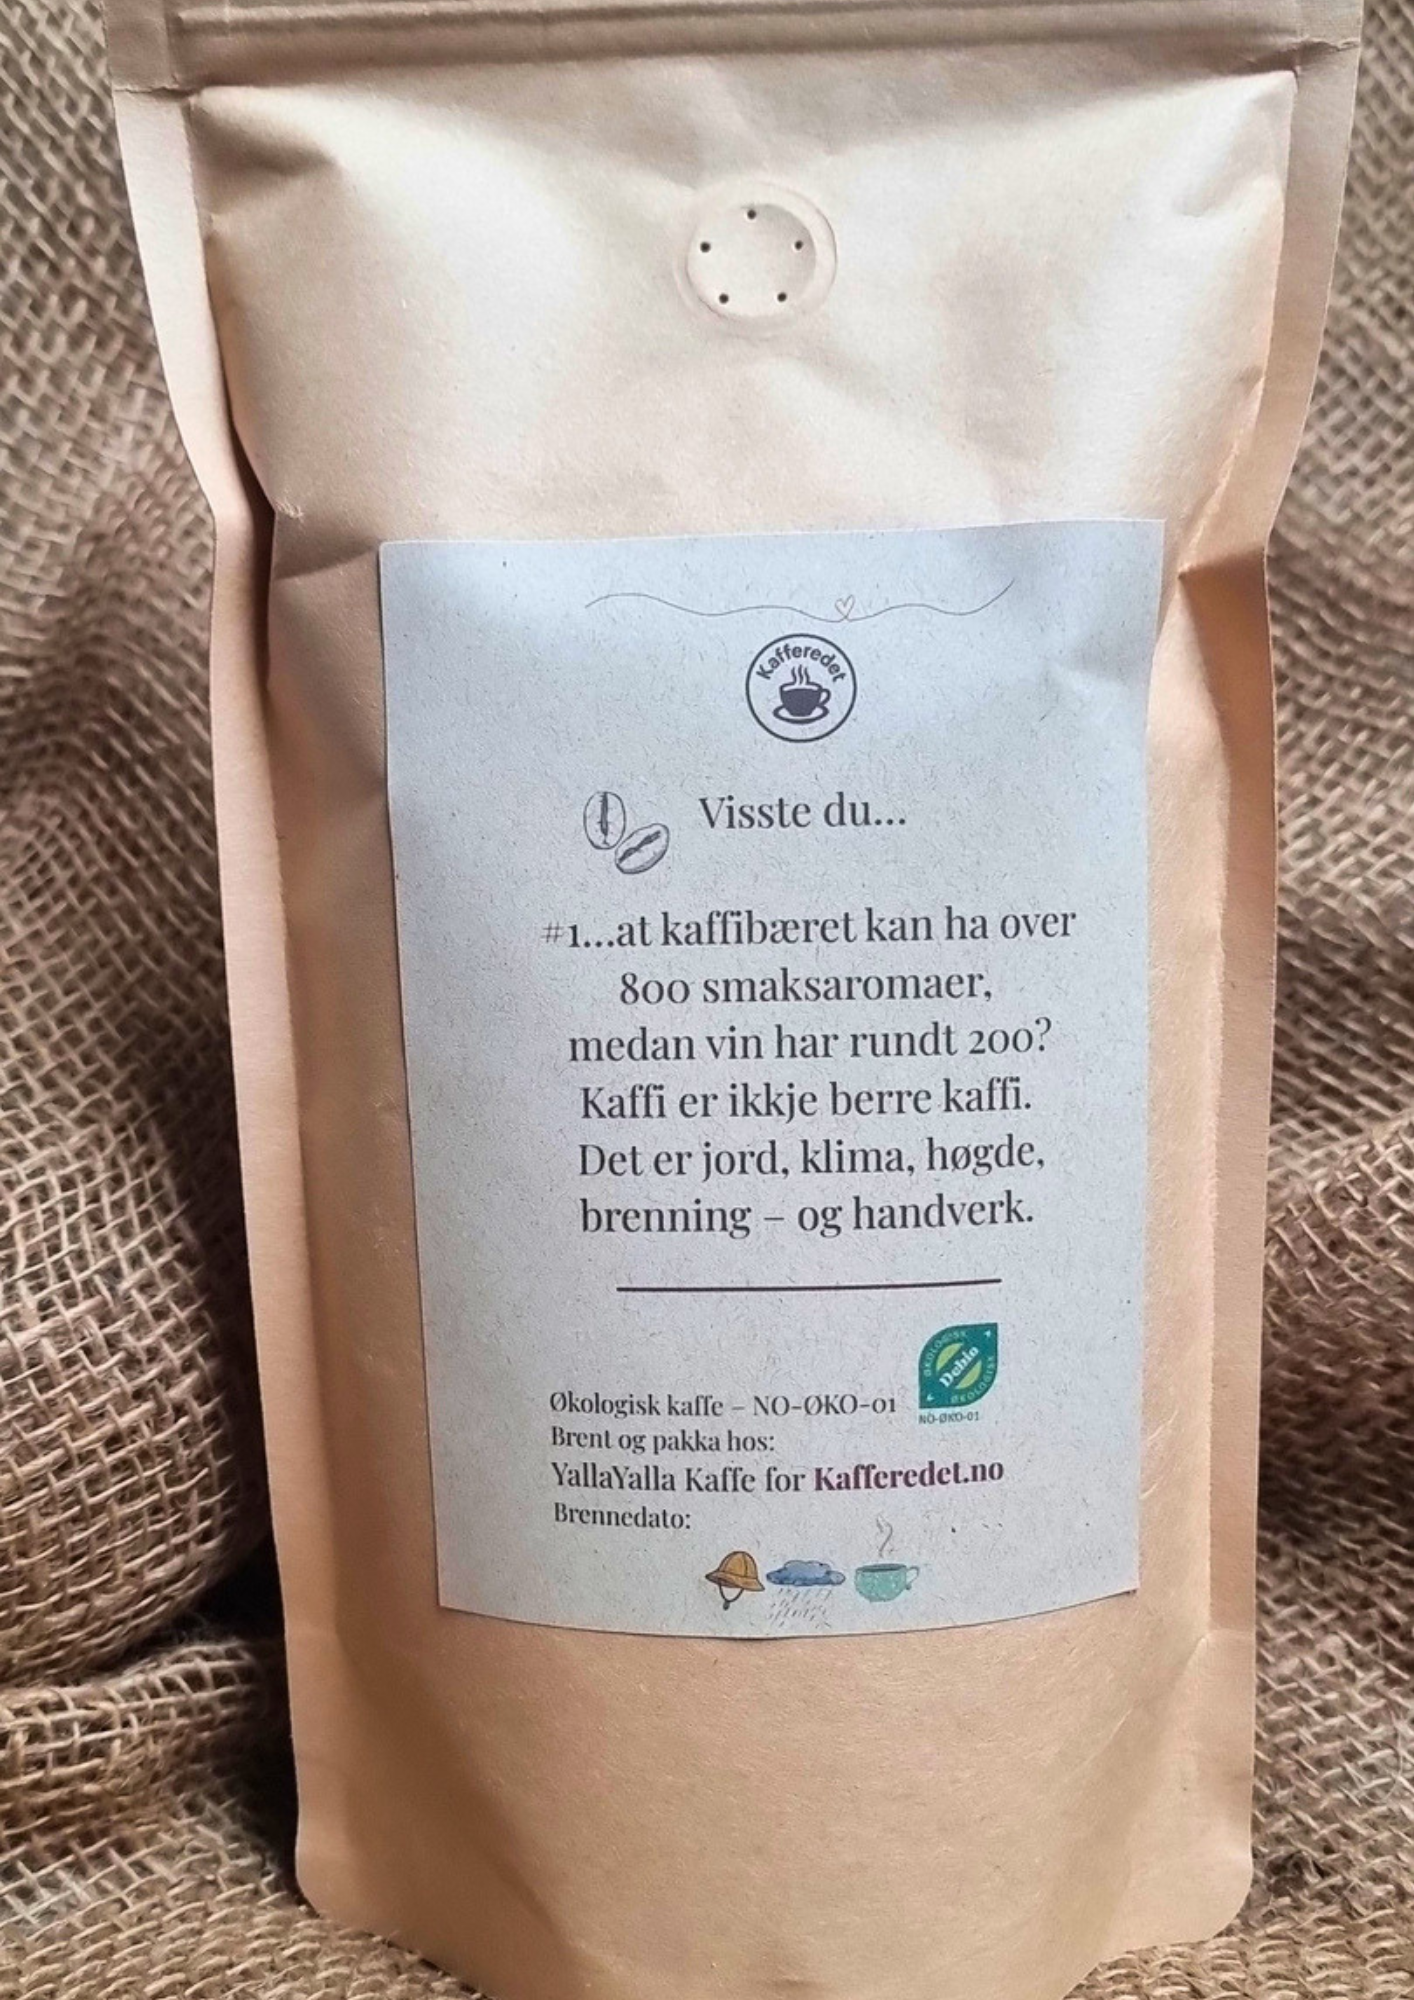 Kafferedet
Visste du...
#1...at kaffibæret kan ha over
800 smaksaromaer,
medan vin har rundt 200?
Kaffi er ikkje berre kaffi.
Det er jord, klima, høgde,
brenning – og handverk.
ØKOLOGISK
Debio
ØKOLOGISK
NO-ØKO-01
Økologisk kaffe – NO-ØKO-01
Brent og pakka hos:
YallaYalla Kaffe for Kafferedet.no
Brennedato: